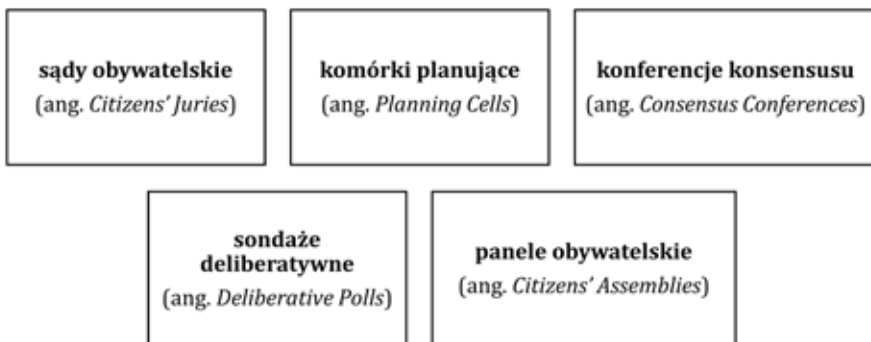 sądy obywatelskie
(ang. Citizens' Juries)
komórki planujące
(ang. Planning Cells)
konferencje konsensusu
(ang. Consensus Conferences)
sondaże
deliberatywne
(ang. Deliberative Polls)
panele obywatelskie
(ang. Citizens' Assemblies)